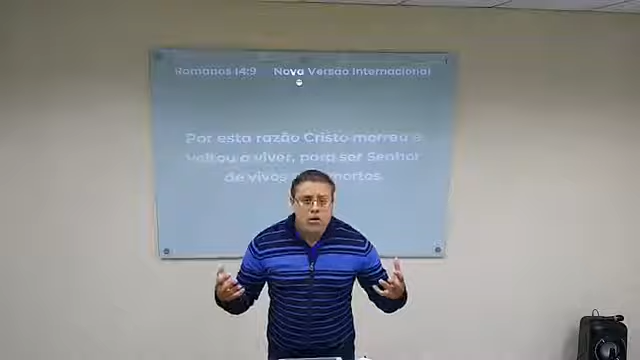 Romanos 14:9 Nova Versão Internacional
Por esta razão Cristo morreu e
voltou a viver, para ser Senhor
de vivos mortos.